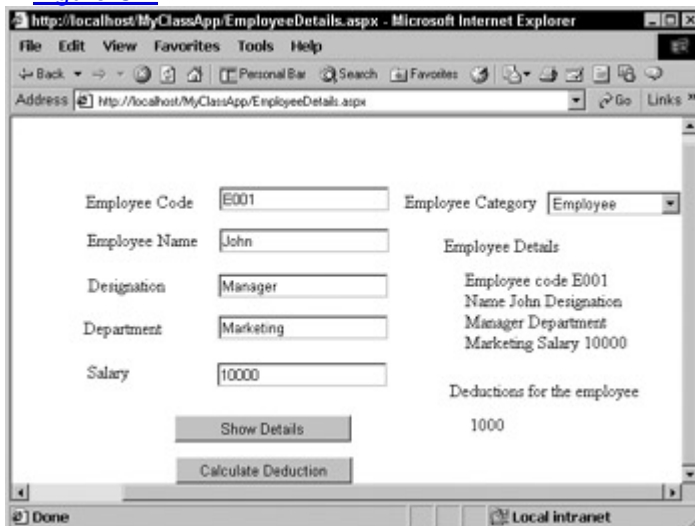 http://localhost/MyClassApp/EmployeeDetails.aspx - Microsoft Internet Explorer
File Edit View Favorites Tools Help
Back Personal Bar Search Favorites
Address http://localhost/MyClassApp/EmployeeDetails.aspx Go Links »
Employee Code E001 Employee Category Employee
Employee Name John Employee Details
Designation Manager
Employee code E001
Name John Designation
Manager Department
Marketing Salary 10000
Department Marketing
Salary 10000
Deductions for the employee
1000
Show Details
Calculate Deduction
Done Local intranet